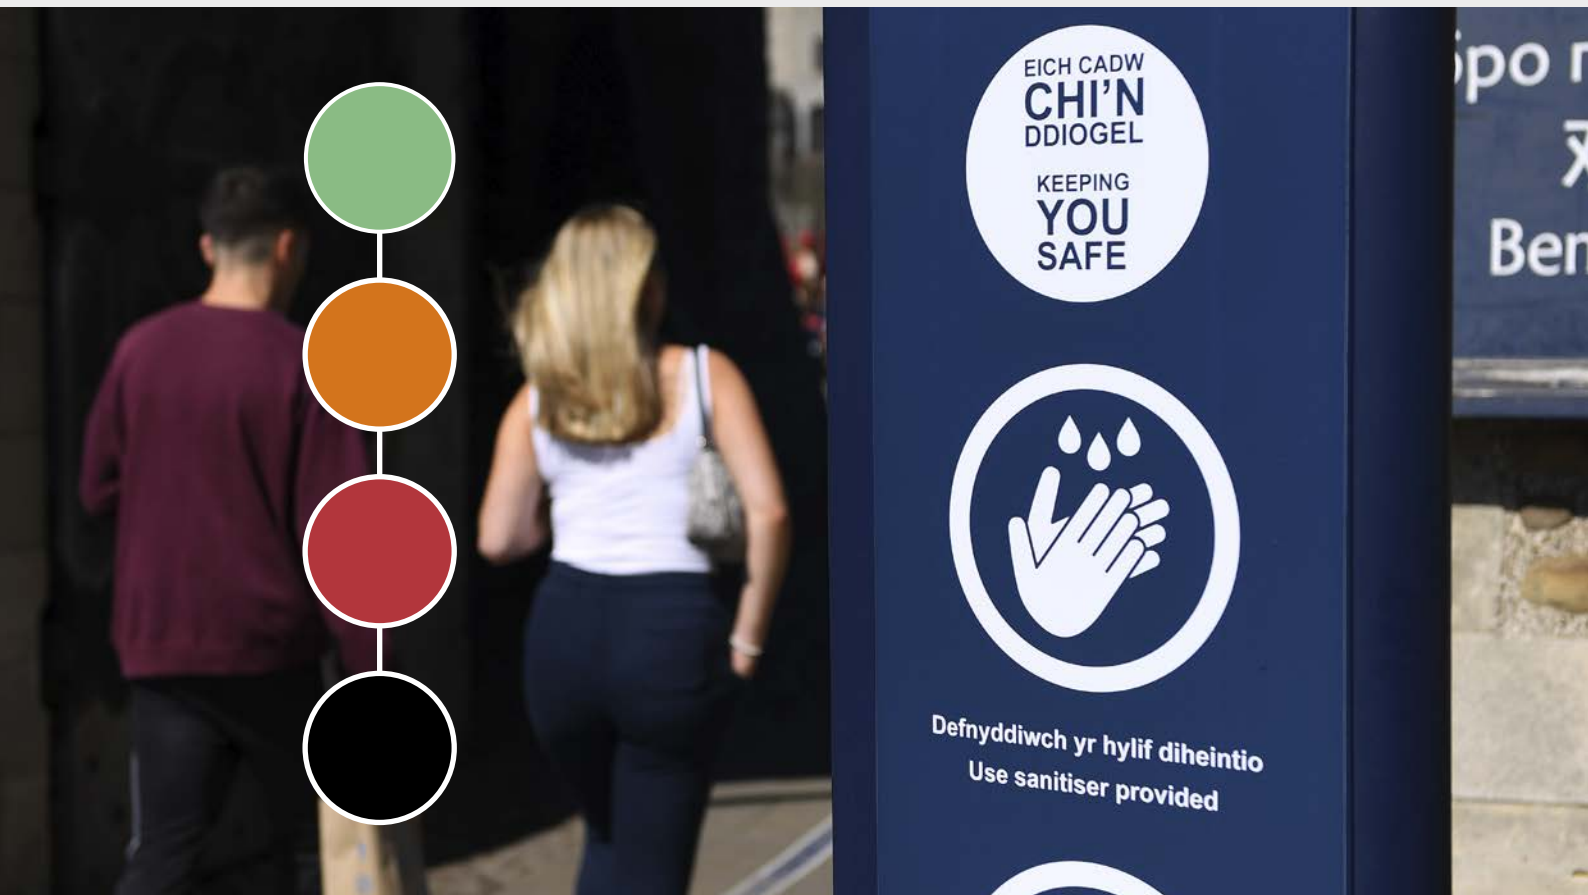 EICH CADW
CHI'N
DDIOGEL
KEEPING
YOU
SAFE
Defnyddiwch yr hylif diheintio
Use sanitiser provided